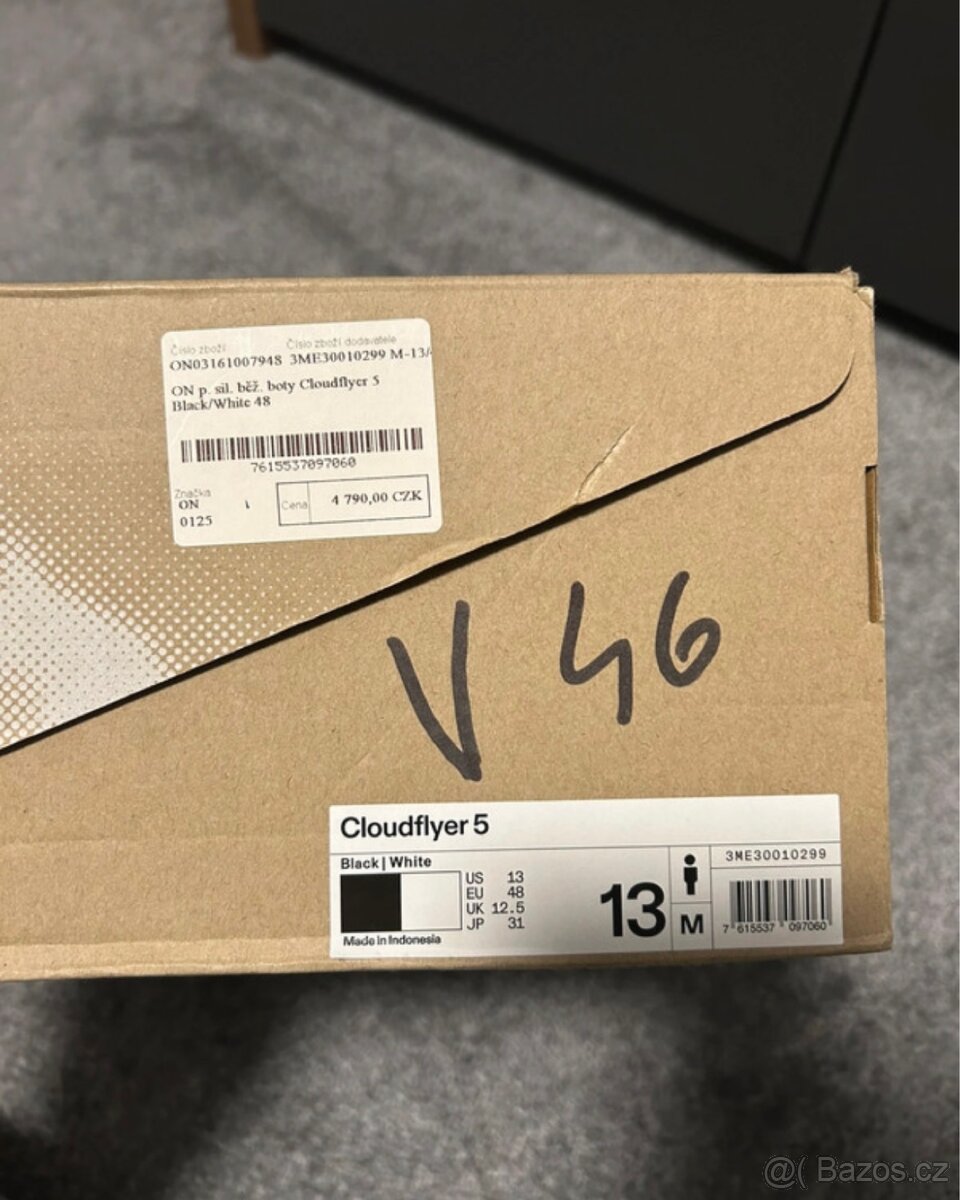 Číslo zboží Číslo zboží dodavatele
ON03161007948 3ME30010299 M-13/
ON p. sil. běž. boty Cloudflyer 5
Black/White 48
7615537097060
Značka
ON 1 Cena 4 790,00 CZK
0125
V 46
Cloudflyer 5
Black | White
US 13
EU 48
UK 12.5
JP 31
Made in Indonesia
13
M
3ME30010299
7 615537 097060
@( Bazos.cz